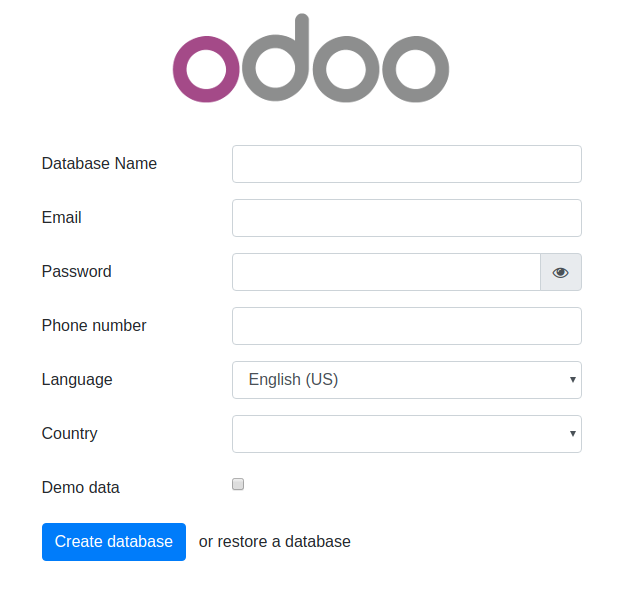 odoo
Database Name
Email
Password
Phone number
Language English (US)
Country
Demo data
Create database or restore a database